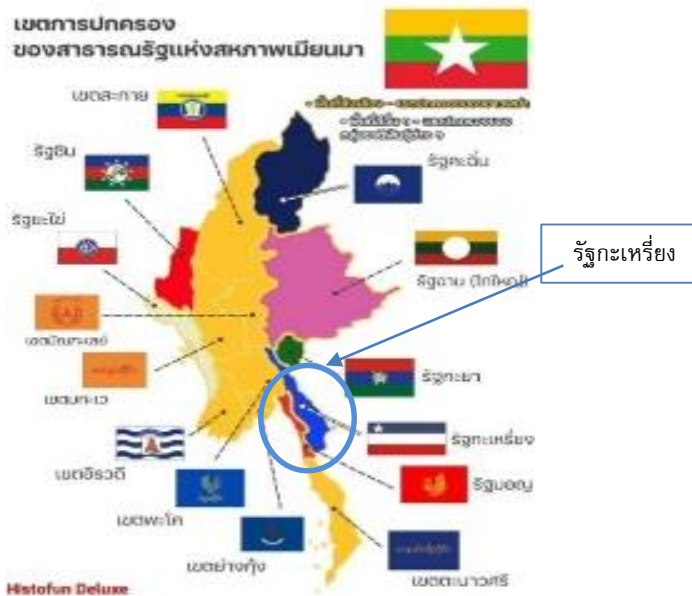 เขตการปกครอง
ของสาธารณรัฐแห่งสหภาพเมียนมา
เขตสะกาย
รัฐชิน
รัฐคะฉิ่น
รัฐยะไข่
รัฐกะเหรี่ยง
รัฐฉาน (ไทใหญ่)
เขตมัณฑะเลย์
รัฐกะยา
เขตมะเว
รัฐกะเหรี่ยง
เขตอิรวดี
รัฐมอญ
เขตพะโค
เขตย่างกุ้ง
เขตตะนาวศรี
Histofun Deluxe